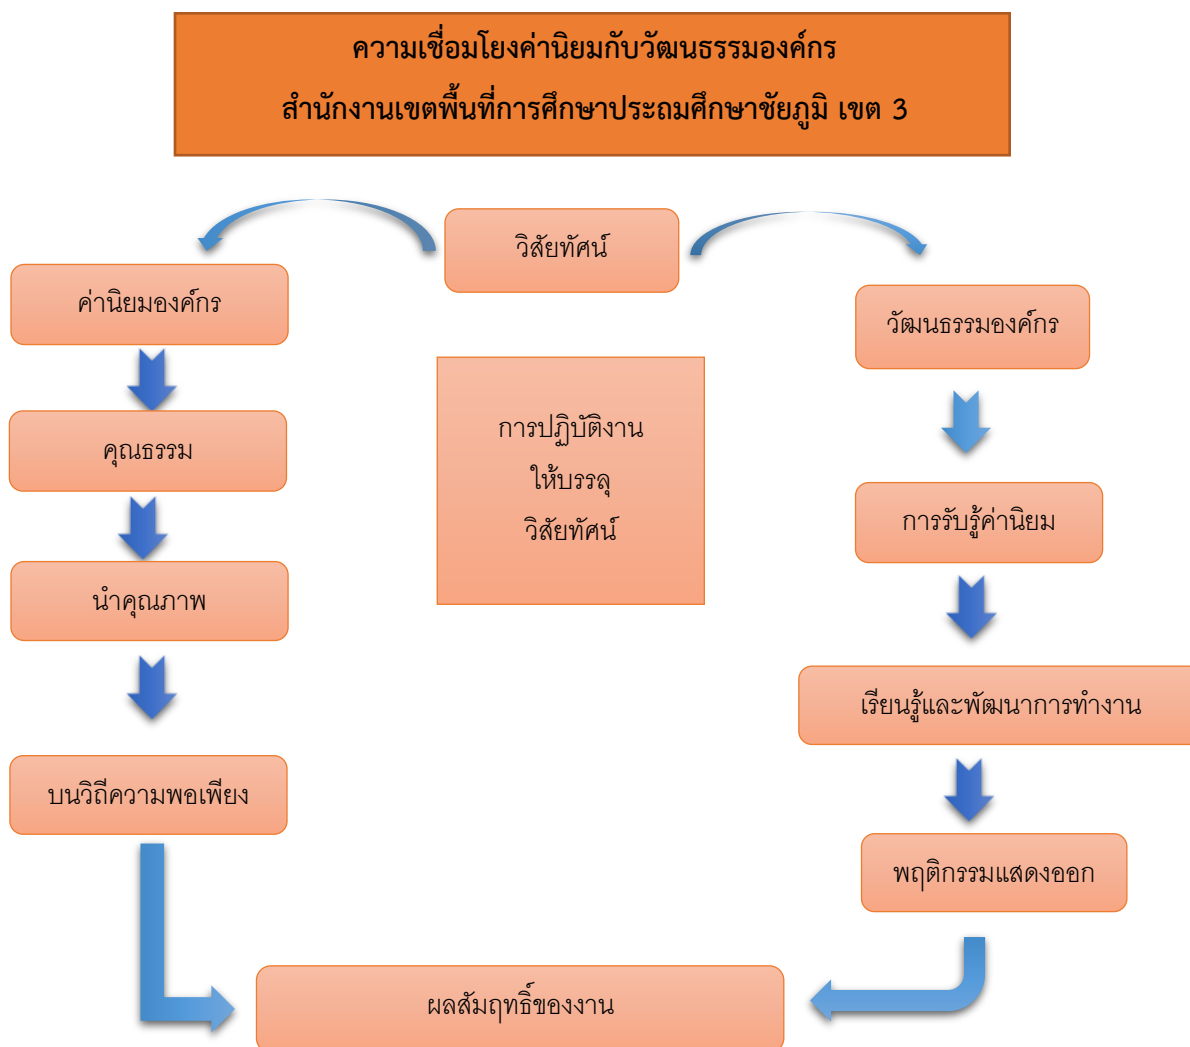 ความเชื่อมโยงค่านิยมกับวัฒนธรรมองค์กร
สำนักงานเขตพื้นที่การศึกษาประถมศึกษาชัยภูมิ เขต 3
วิสัยทัศน์
ค่านิยมองค์กร
วัฒนธรรมองค์กร
การปฏิบัติงาน
ให้บรรลุ
วิสัยทัศน์
คุณธรรม
การรับรู้ค่านิยม
นำคุณภาพ
เรียนรู้และพัฒนาการทำงาน
บนวิถีความพอเพียง
พฤติกรรมแสดงออก
ผลสัมฤทธิ์ของงาน